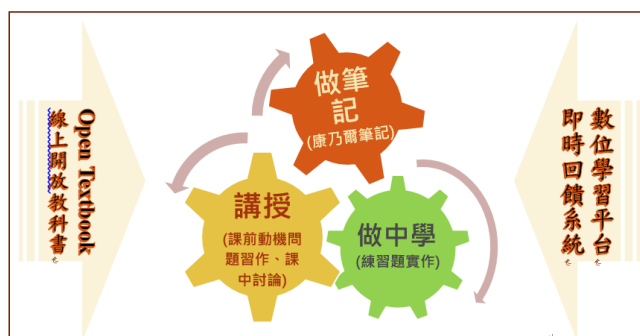 Open Textbook
線上開放教科書
做筆
記
(康乃爾筆記)
講授
(課前動機問
題習作、課
中討論)
做中學
(練習題實作)
數位學習平台
即時回饋系統